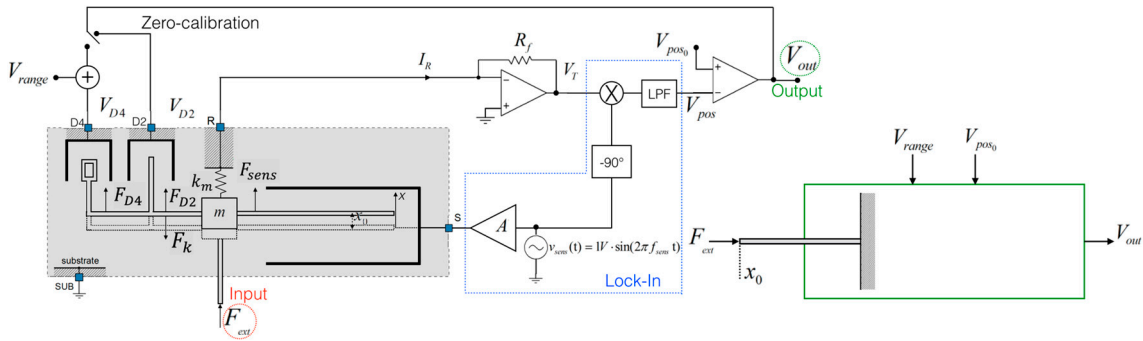 Zero-calibration
V_range
+
V_D4
V_D2
D4
D2
R
I_R
R_f
V_T
-
+
LPF
V_pos
V_pos0
+
-
V_out
Output
-90°
k_m
F_sens
F_D4
F_D2
F_k
m
x
x_0
S
A
v_sens(t) = 1V · sin(2π f_sens t)
Lock-In
substrate
SUB
Input
F_ext
V_range
V_pos0
F_ext
x_0
V_out